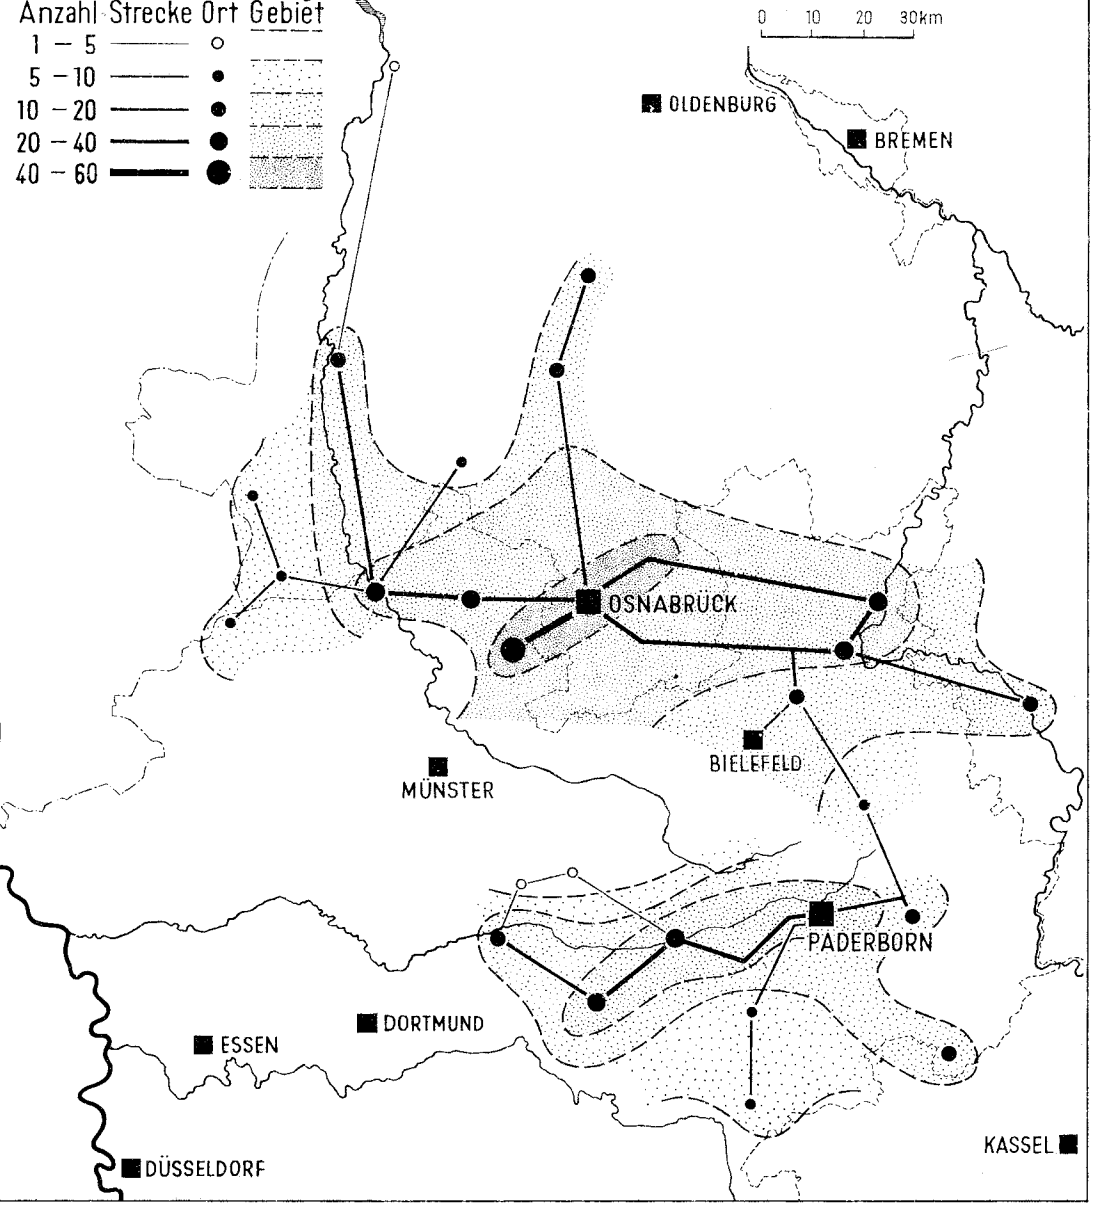 Anzahl Strecke Ort Gebiet
1 – 5
5 – 10
10 – 20
20 – 40
40 – 60
0 10 20 30km
OLDENBURG
BREMEN
OSNABRÜCK
BIELEFELD
MÜNSTER
PADERBORN
DORTMUND
ESSEN
KASSEL
DÜSSELDORF